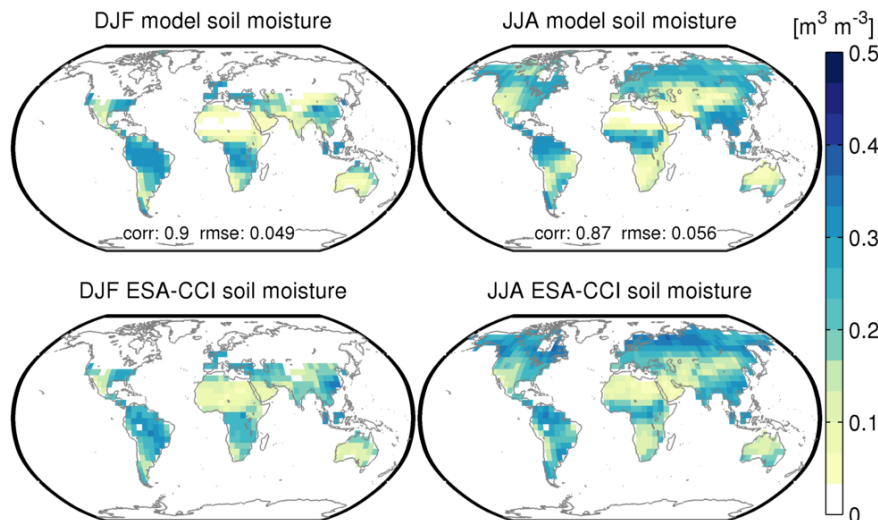 DJF model soil moisture
JJA model soil moisture
[m³ m⁻³]
0.5
0.4
0.3
0.2
0.1
0
corr: 0.9 rmse: 0.049
corr: 0.87 rmse: 0.056
DJF ESA-CCI soil moisture
JJA ESA-CCI soil moisture